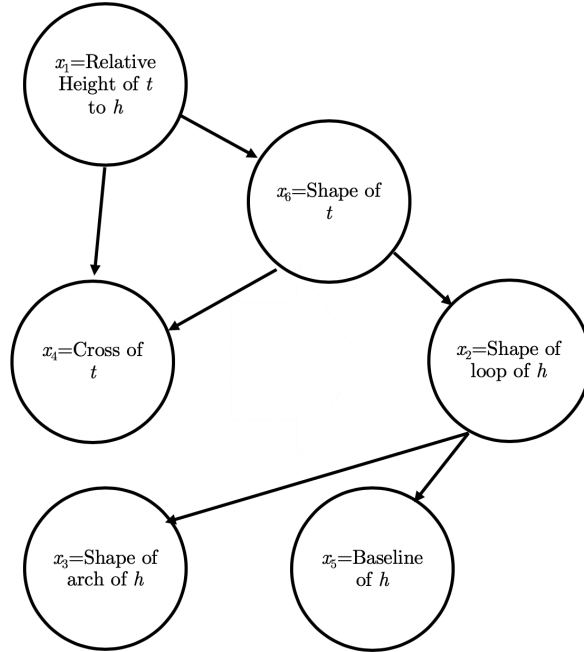 x₁=Relative
Height of t
to h
x₆=Shape of
t
x₄=Cross of
t
x₂=Shape of
loop of h
x₃=Shape of
arch of h
x₅=Baseline
of h